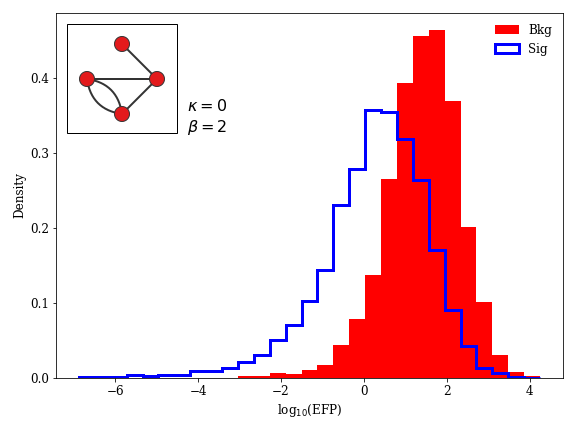 Bkg
Sig
κ = 0
β = 2
Density
0.4
0.3
0.2
0.1
0.0
−6
−4
−2
0
2
4
log₁₀(EFP)